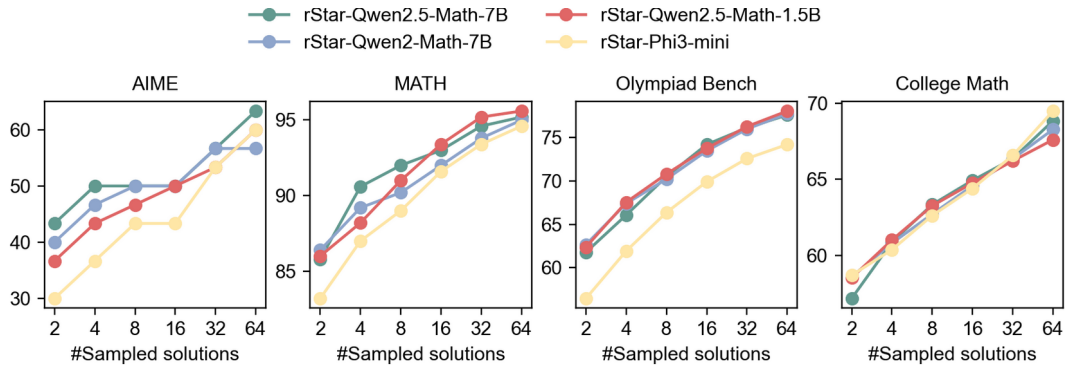 rStar-Qwen2.5-Math-7B
rStar-Qwen2.5-Math-1.5B
rStar-Qwen2-Math-7B
rStar-Phi3-mini
AIME
60
50
40
30
2 4 8 16 32 64
#Sampled solutions
MATH
95
90
85
2 4 8 16 32 64
#Sampled solutions
Olympiad Bench
75
70
65
60
2 4 8 16 32 64
#Sampled solutions
College Math
70
65
60
2 4 8 16 32 64
#Sampled solutions